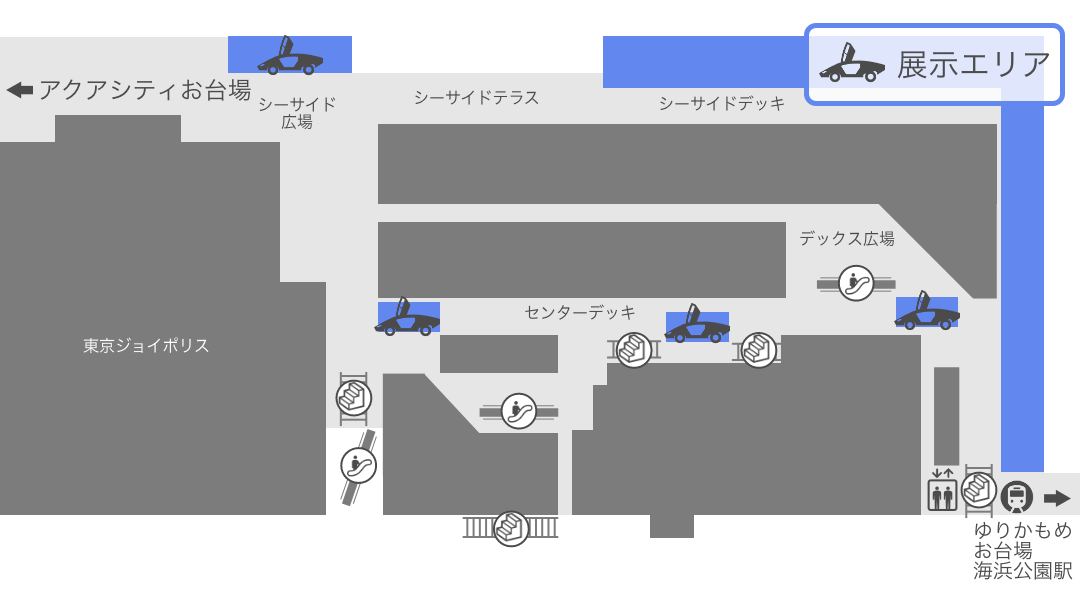 展示エリア
アクアシティお台場
シーサイド
広場
シーサイドテラス
シーサイドデッキ
デックス広場
センターデッキ
東京ジョイポリス
ゆりかもめ
お台場
海浜公園駅